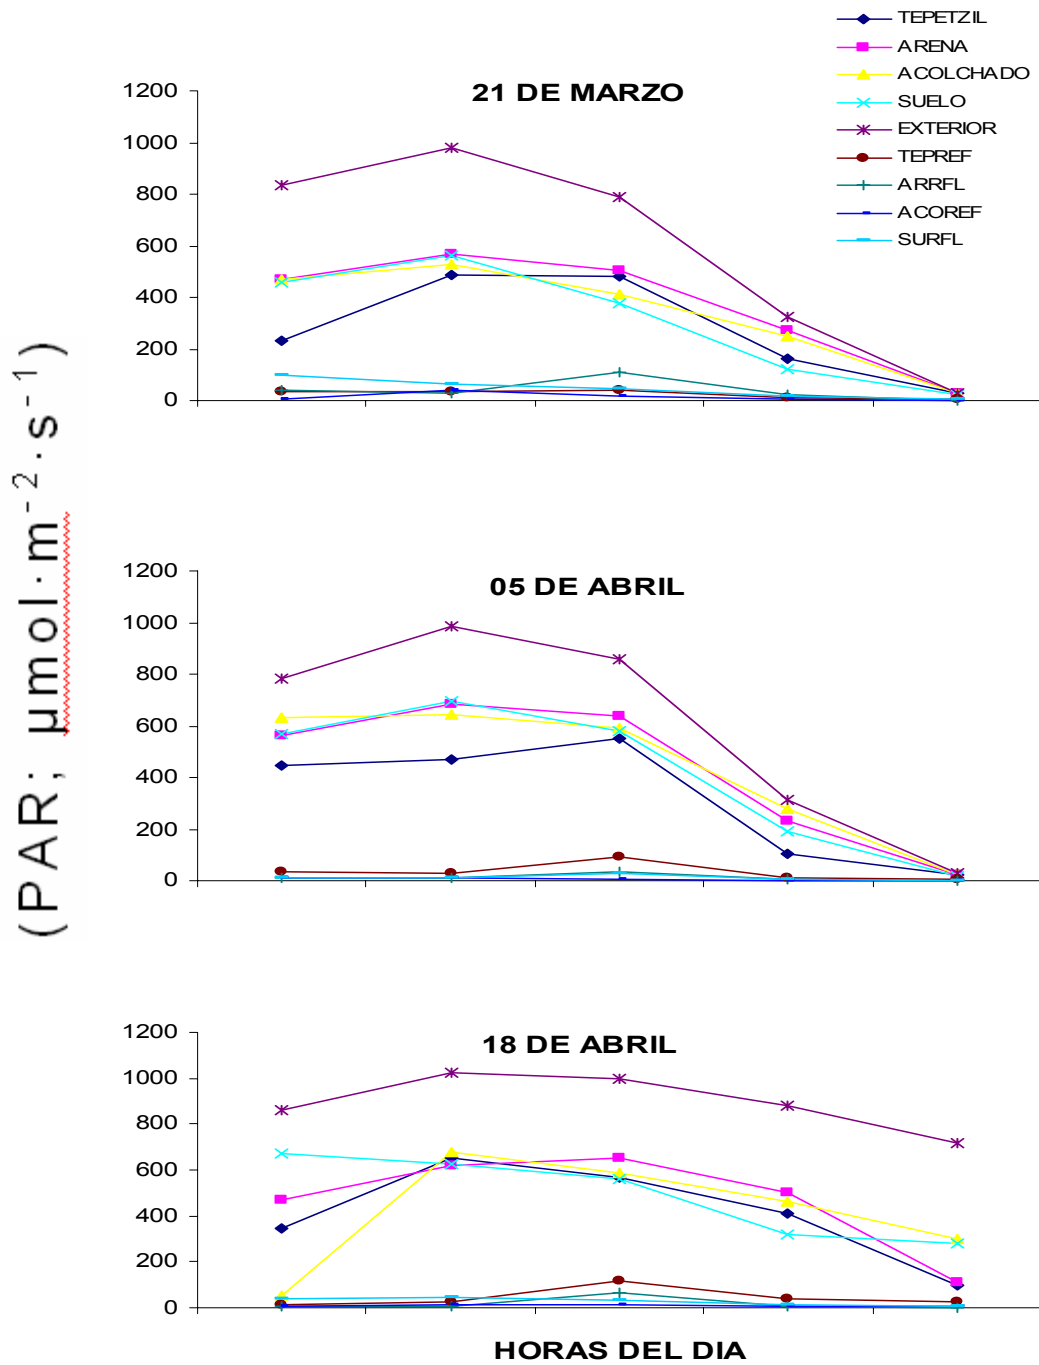 TEPETZIL
ARENA
ACOLCHADO
SUELO
EXTERIOR
TEPREF
ARRFL
ACOREF
SURFL
(PAR; µmol·m⁻²·s⁻¹)
21 DE MARZO
1200
1000
800
600
400
200
0
05 DE ABRIL
1200
1000
800
600
400
200
0
18 DE ABRIL
1200
1000
800
600
400
200
0
HORAS DEL DIA